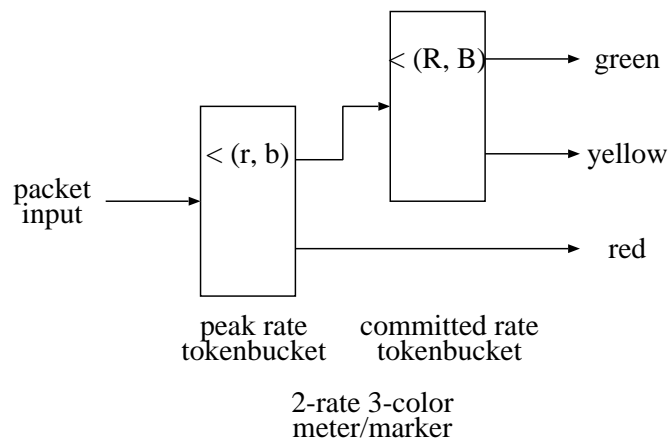 < (R, B)
green
< (r, b)
yellow
packet
input
red
peak rate
tokenbucket
committed rate
tokenbucket
2-rate 3-color
meter/marker